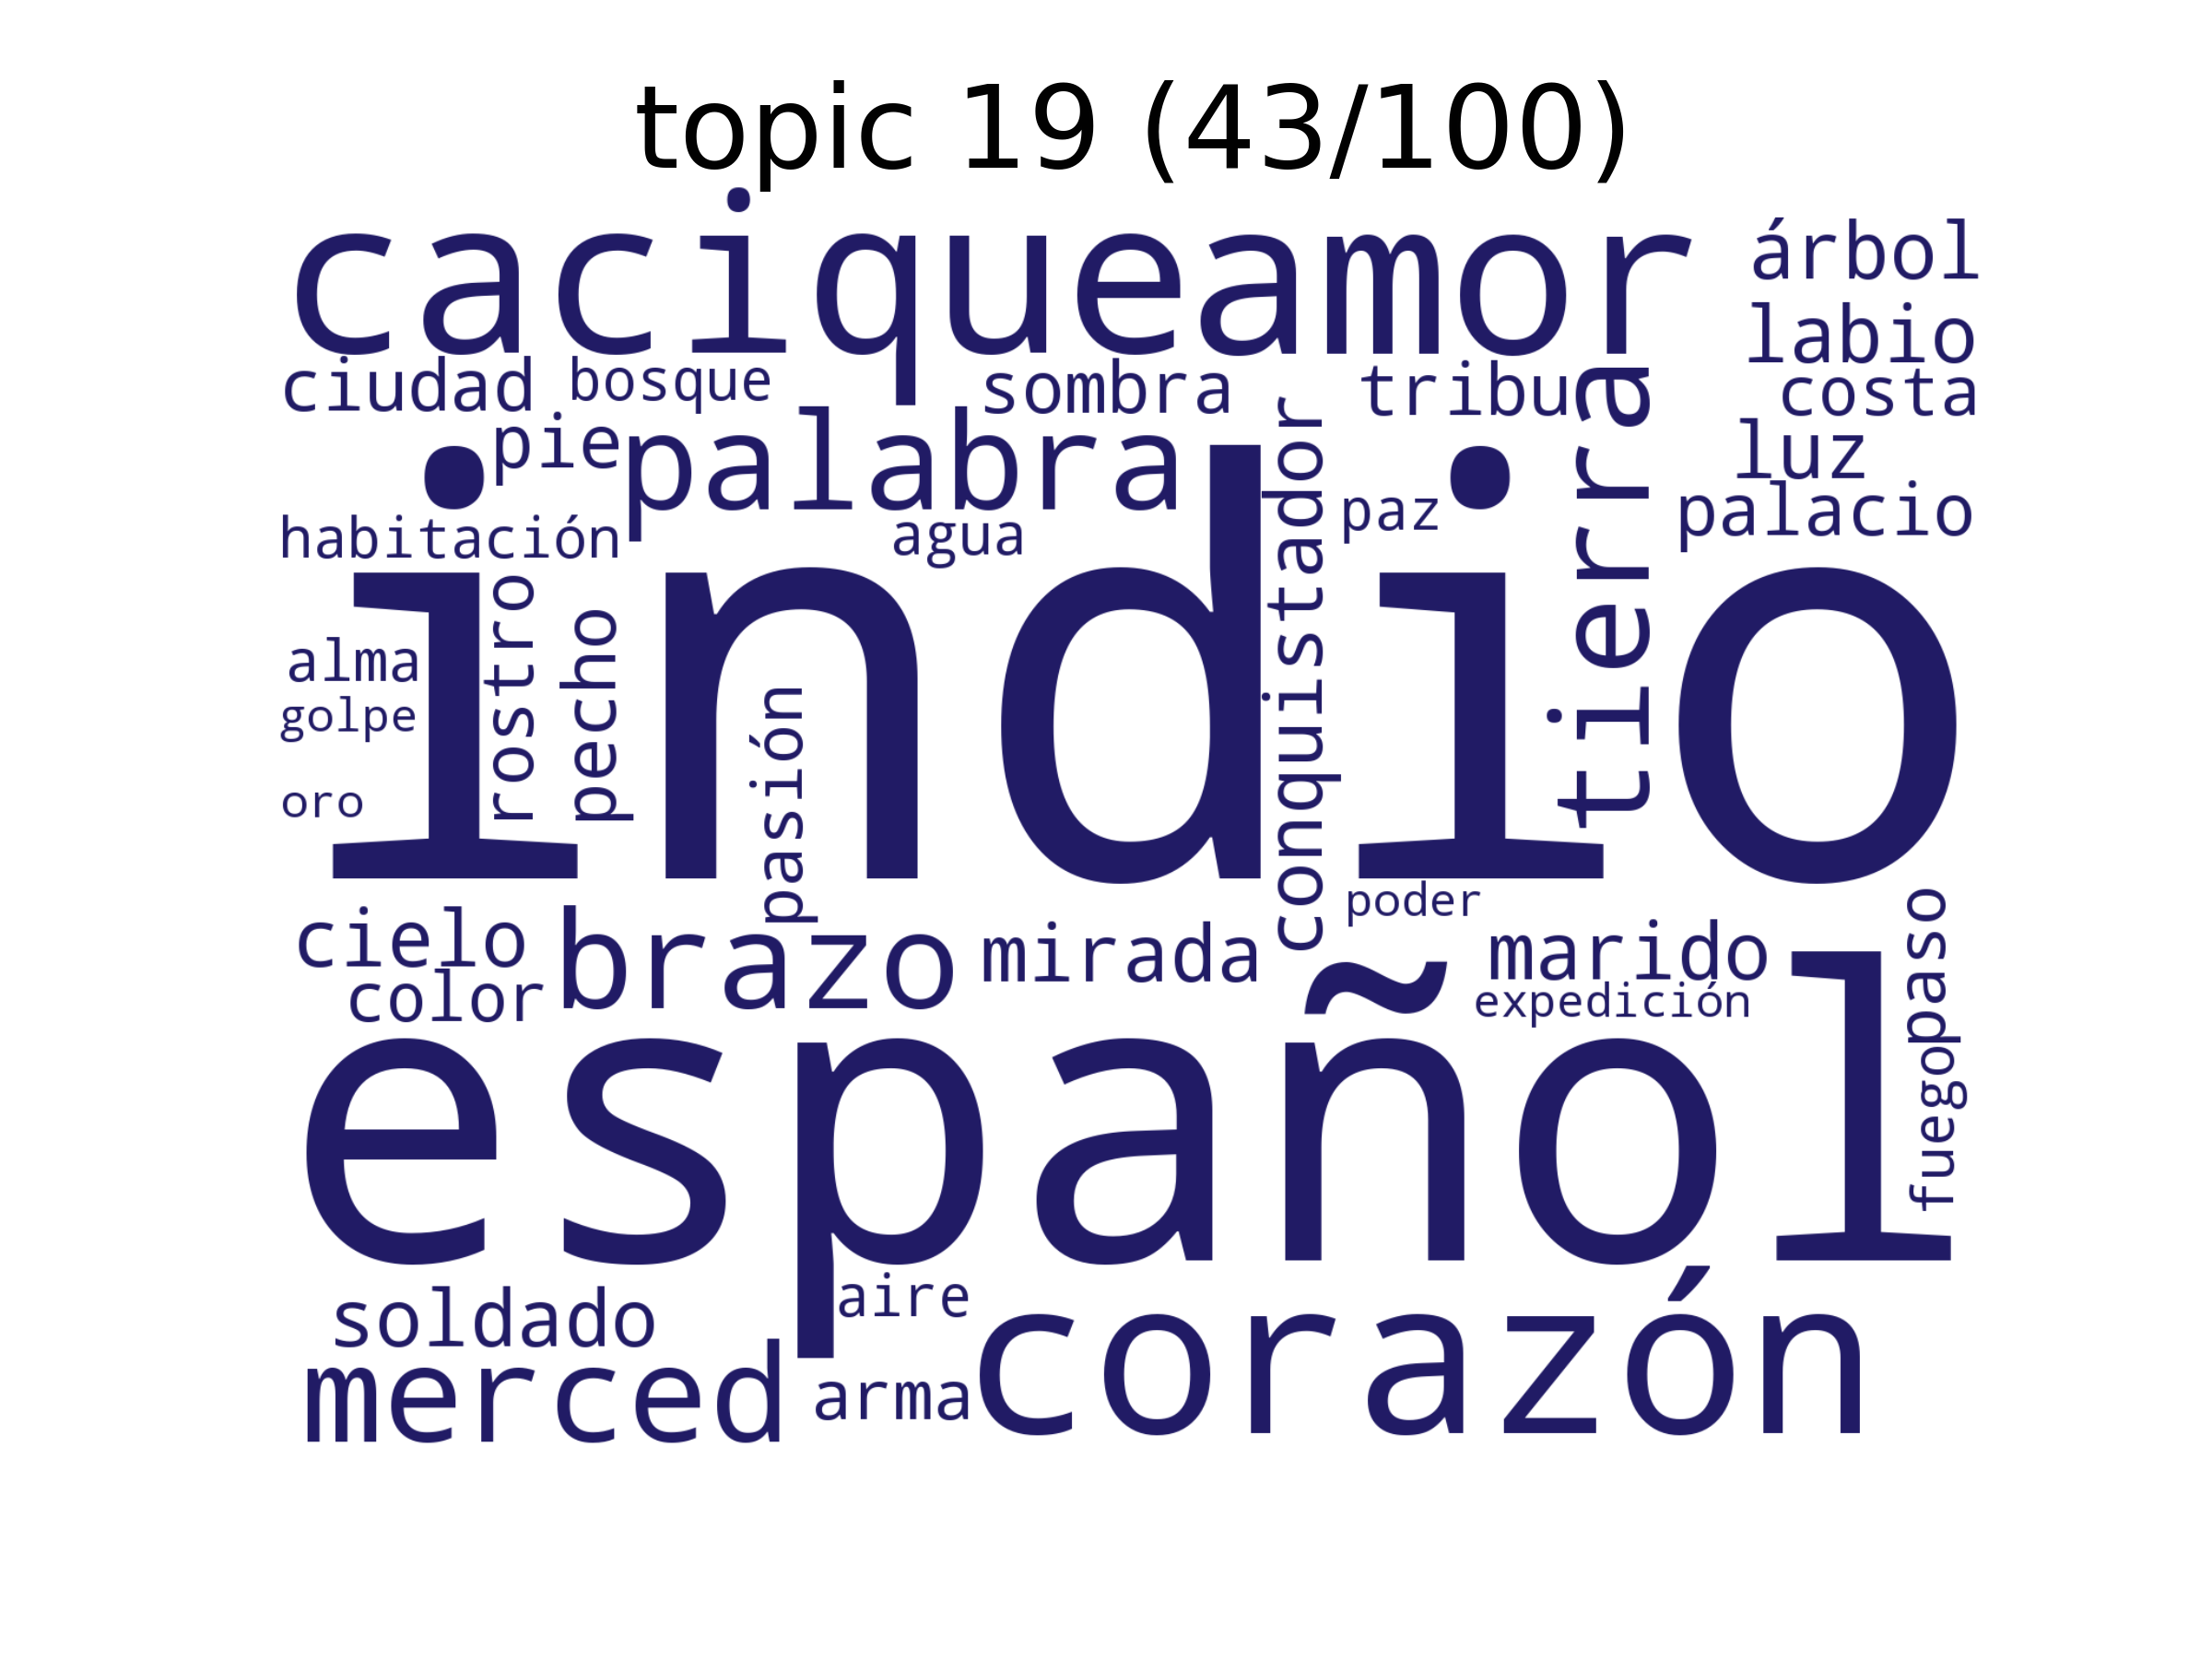 topic 19 (43/100)
cacique amor árbol
labio
ciudad bosque sombra tribu costa
pie palabra luz
habitación agua paz palacio
conquistador tierra
indio
alma rostro pecho
golpe pasión
oro
poder
cielo brazo mirada marido paso
color expedición
español fuego
soldado aire
merced arma corazón